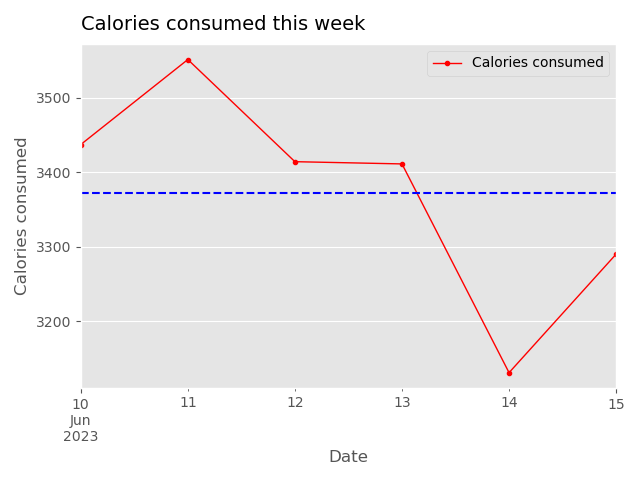 Calories consumed this week
Calories consumed
3500
3400
3300
3200
Calories consumed
10
Jun
2023
11
12
13
14
15
Date